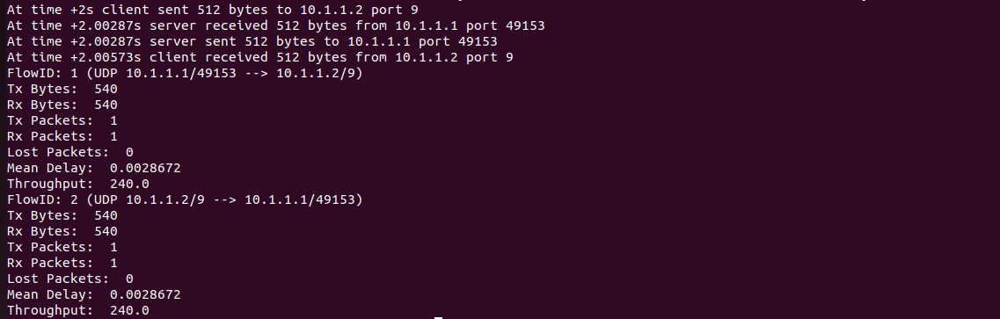 At time +2s client sent 512 bytes to 10.1.1.2 port 9
At time +2.00287s server received 512 bytes from 10.1.1.1 port 49153
At time +2.00287s server sent 512 bytes to 10.1.1.1 port 49153
At time +2.00573s client received 512 bytes from 10.1.1.2 port 9
FlowID: 1 (UDP 10.1.1.1/49153 --> 10.1.1.2/9)
Tx Bytes:  540
Rx Bytes:  540
Tx Packets:  1
Rx Packets:  1
Lost Packets:  0
Mean Delay:  0.0028672
Throughput:  240.0
FlowID: 2 (UDP 10.1.1.2/9 --> 10.1.1.1/49153)
Tx Bytes:  540
Rx Bytes:  540
Tx Packets:  1
Rx Packets:  1
Lost Packets:  0
Mean Delay:  0.0028672
Throughput:  240.0